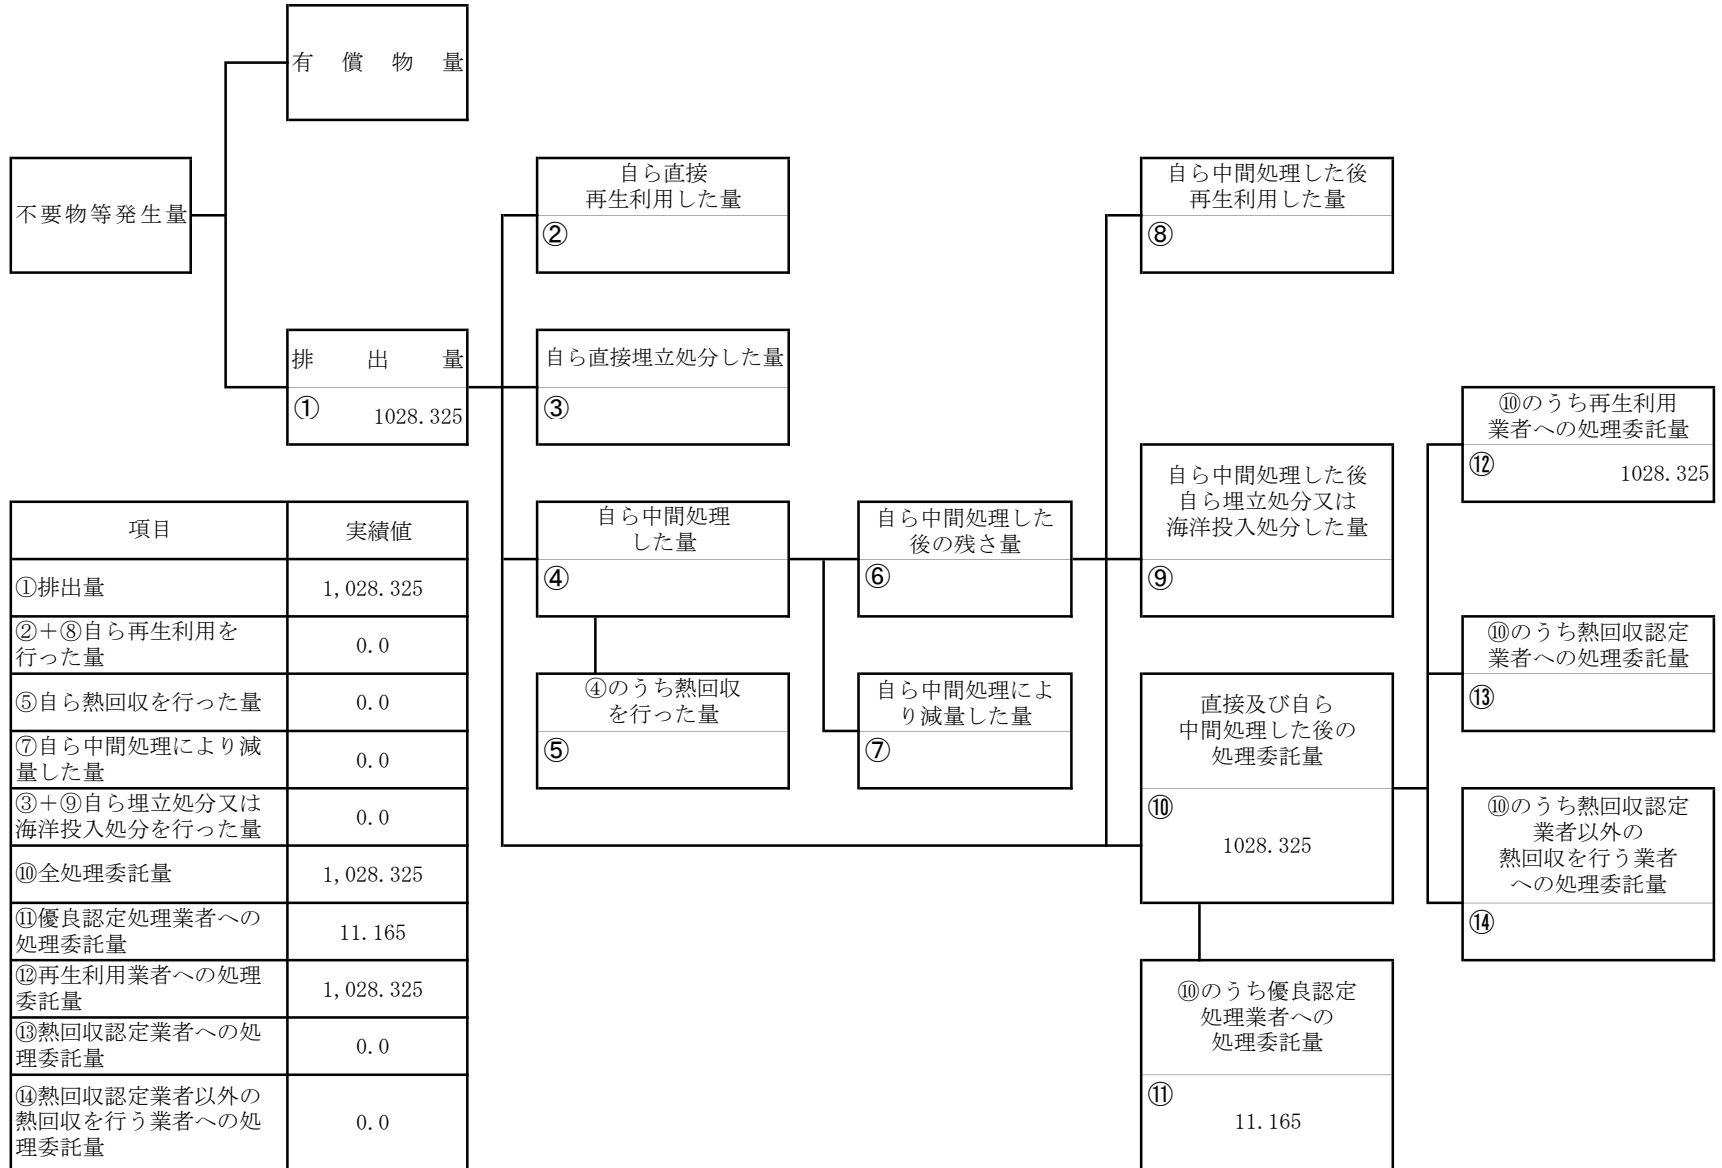 有償物量
不要物等発生量
排出量
① 1028.325
自ら直接
再生利用した量
②
自ら直接埋立処分した量
③
自ら中間処理
した量
④
④のうち熱回収
を行った量
⑤
自ら中間処理した
後の残さ量
⑥
自ら中間処理によ
り減量した量
⑦
自ら中間処理した後
再生利用した量
⑧
自ら中間処理した後
自ら埋立処分又は
海洋投入処分した量
⑨
直接及び自ら
中間処理した後の
処理委託量
⑩
1028.325
⑩のうち優良認定
処理業者への
処理委託量
⑪
11.165
⑩のうち再生利用
業者への処理委託量
⑫
1028.325
⑩のうち熱回収認定
業者への処理委託量
⑬
⑩のうち熱回収認定
業者以外の
熱回収を行う業者
への処理委託量
⑭
項目 実績値
①排出量 1,028.325
②+⑧自ら再生利用を
行った量 0.0
⑤自ら熱回収を行った量 0.0
⑦自ら中間処理により減
量した量 0.0
③+⑨自ら埋立処分又は
海洋投入処分を行った量 0.0
⑩全処理委託量 1,028.325
⑪優良認定処理業者への
処理委託量 11.165
⑫再生利用業者への処理
委託量 1,028.325
⑬熱回収認定業者への処
理委託量 0.0
⑭熱回収認定業者以外の
熱回収を行う業者への処
理委託量 0.0